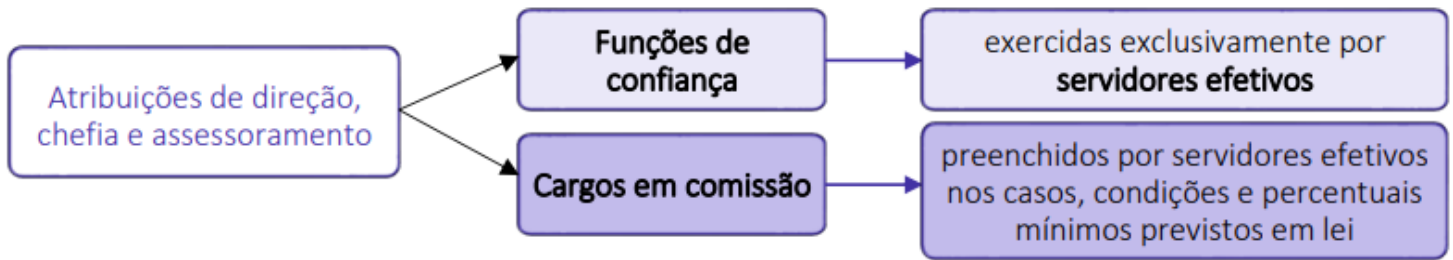 Atribuições de direção,
chefia e assessoramento
Funções de
confiança
exercidas exclusivamente por
servidores efetivos
Cargos em comissão
preenchidos por servidores efetivos
nos casos, condições e percentuais
mínimos previstos em lei